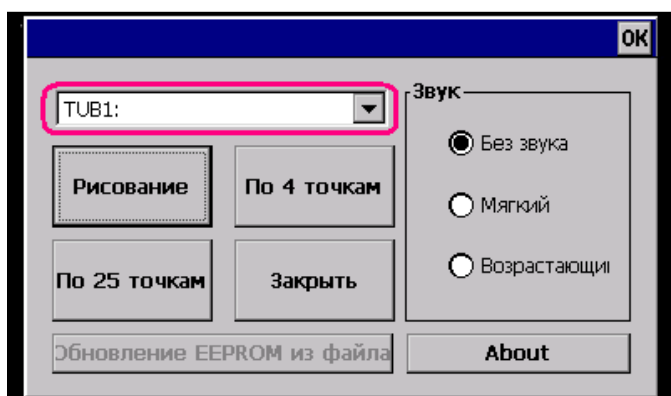 OK
TUB1:
Звук
Без звука
Рисование
По 4 точкам
Мягкий
По 25 точкам
Закрыть
Возрастающи
Обновление EEPROM из файла
About